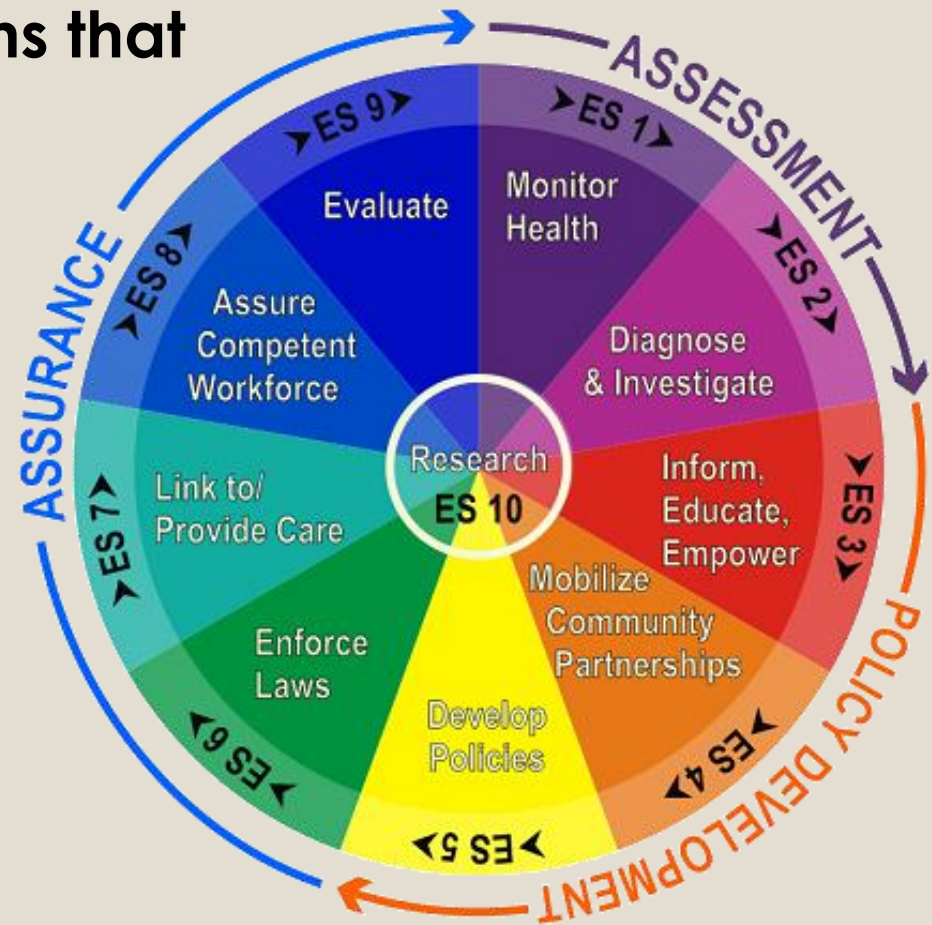 ns that
ASSESSMENT
POLICY DEVELOPMENT
ASSURANCE
ES 1
Monitor
Health
ES 2
Diagnose
& Investigate
ES 3
Inform,
Educate,
Empower
ES 4
Mobilize
Community
Partnerships
ES 5
Develop
Policies
ES 6
Enforce
Laws
ES 7
Link to/
Provide Care
ES 8
Assure
Competent
Workforce
ES 9
Evaluate
Research
ES 10